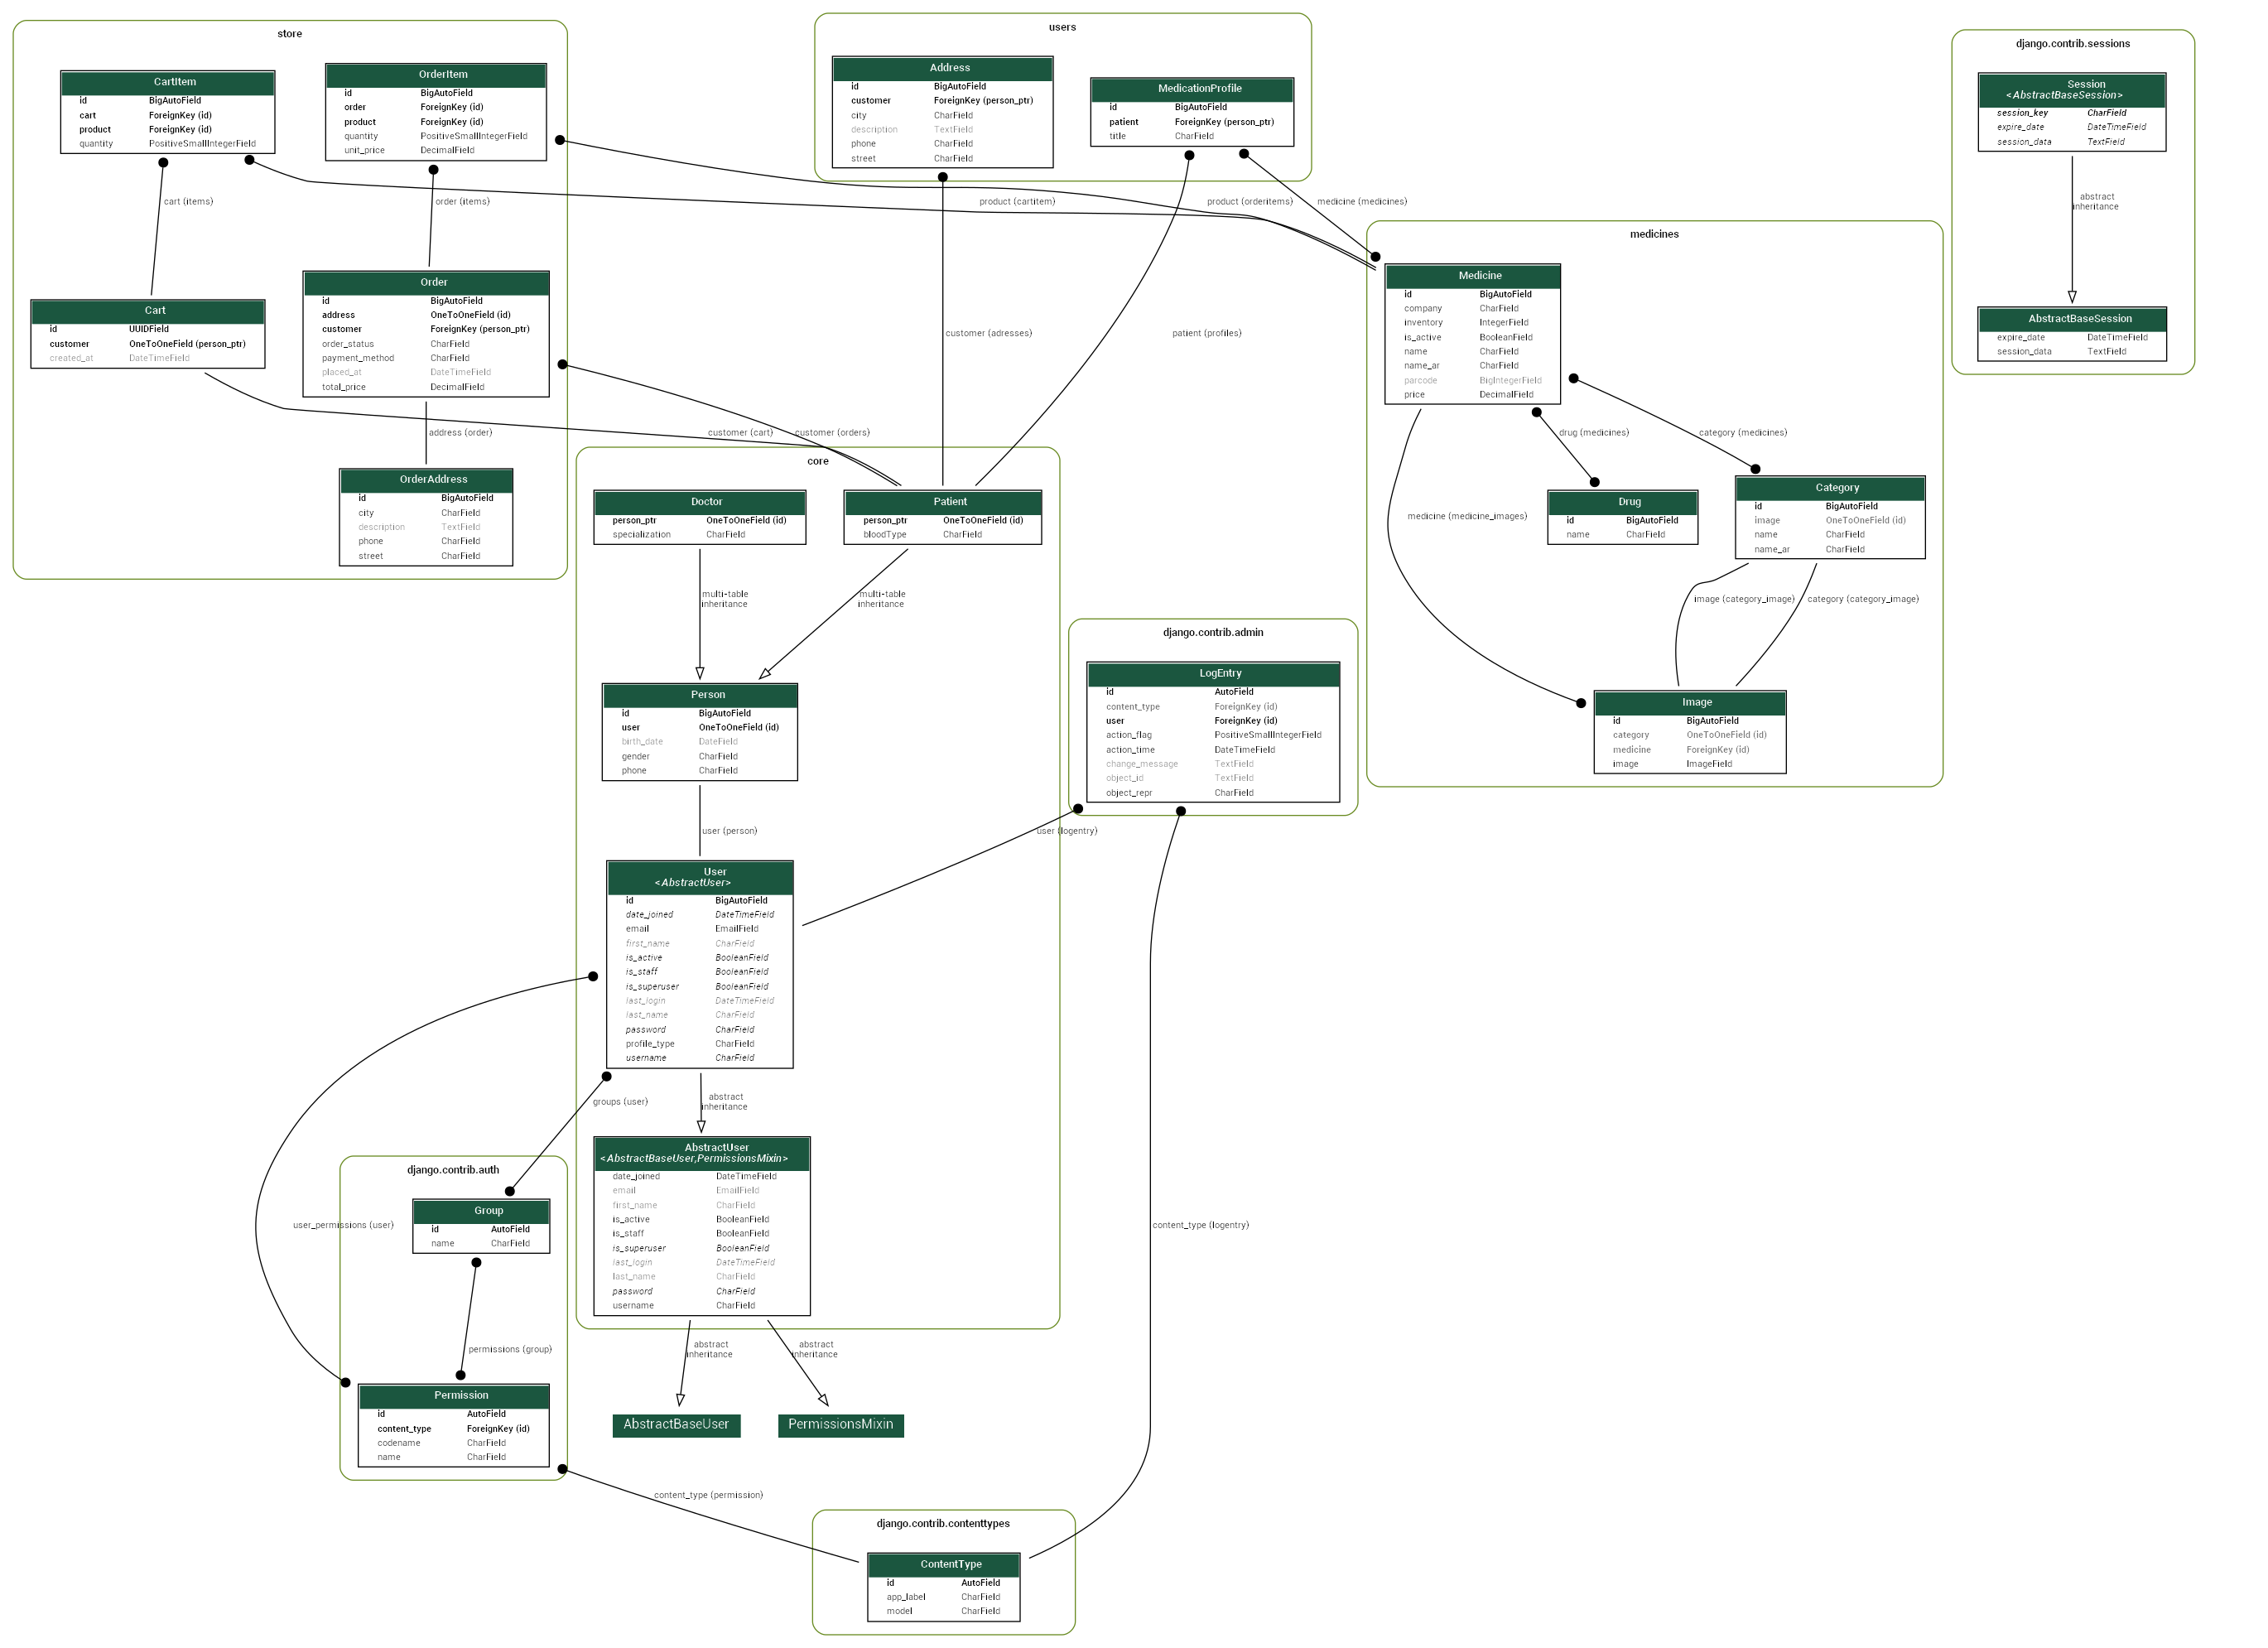 store
CartItem
id BigAutoField
cart ForeignKey (id)
product ForeignKey (id)
quantity PositiveSmallIntegerField
OrderItem
id BigAutoField
order ForeignKey (id)
product ForeignKey (id)
quantity PositiveSmallIntegerField
unit_price DecimalField
cart (items)
order (items)
Cart
id UUIDField
customer OneToOneField (person_ptr)
created_at DateTimeField
Order
id BigAutoField
address OneToOneField (id)
customer ForeignKey (person_ptr)
order_status CharField
payment_method CharField
placed_at DateTimeField
total_price DecimalField
address (order)
OrderAddress
id BigAutoField
city CharField
description TextField
phone CharField
street CharField
users
Address
id BigAutoField
customer ForeignKey (person_ptr)
city CharField
description TextField
phone CharField
street CharField
MedicationProfile
id BigAutoField
patient ForeignKey (person_ptr)
title CharField
product (cartitem)
product (orderitems)
medicine (medicines)
customer (adresses)
patient (profiles)
customer (cart)
customer (orders)
django.contrib.sessions
Session
<AbstractBaseSession>
session_key CharField
expire_date DateTimeField
session_data TextField
abstract
inheritance
AbstractBaseSession
expire_date DateTimeField
session_data TextField
medicines
Medicine
id BigAutoField
company CharField
inventory IntegerField
is_active BooleanField
name CharField
name_ar CharField
parcode BigIntegerField
price DecimalField
drug (medicines)
category (medicines)
medicine (medicine_images)
Drug
id BigAutoField
name CharField
Category
id BigAutoField
image OneToOneField (id)
name CharField
name_ar CharField
image (category_image)
category (category_image)
Image
id BigAutoField
category OneToOneField (id)
medicine ForeignKey (id)
image ImageField
core
Doctor
person_ptr OneToOneField (id)
specialization CharField
Patient
person_ptr OneToOneField (id)
bloodType CharField
multi-table
inheritance
multi-table
inheritance
Person
id BigAutoField
user OneToOneField (id)
birth_date DateField
gender CharField
phone CharField
user (person)
User
<AbstractUser>
id BigAutoField
date_joined DateTimeField
email EmailField
first_name CharField
is_active BooleanField
is_staff BooleanField
is_superuser BooleanField
last_login DateTimeField
last_name CharField
password CharField
profile_type CharField
username CharField
abstract
inheritance
AbstractUser
<AbstractBaseUser,PermissionsMixin>
date_joined DateTimeField
email EmailField
first_name CharField
is_active BooleanField
is_staff BooleanField
is_superuser BooleanField
last_login DateTimeField
last_name CharField
password CharField
username CharField
abstract
inheritance
abstract
inheritance
AbstractBaseUser
PermissionsMixin
django.contrib.admin
LogEntry
id AutoField
content_type ForeignKey (id)
user ForeignKey (id)
action_flag PositiveSmallIntegerField
action_time DateTimeField
change_message TextField
object_id TextField
object_repr CharField
user (logentry)
content_type (logentry)
groups (user)
user_permissions (user)
django.contrib.auth
Group
id AutoField
name CharField
permissions (group)
Permission
id AutoField
content_type ForeignKey (id)
codename CharField
name CharField
content_type (permission)
django.contrib.contenttypes
ContentType
id AutoField
app_label CharField
model CharField